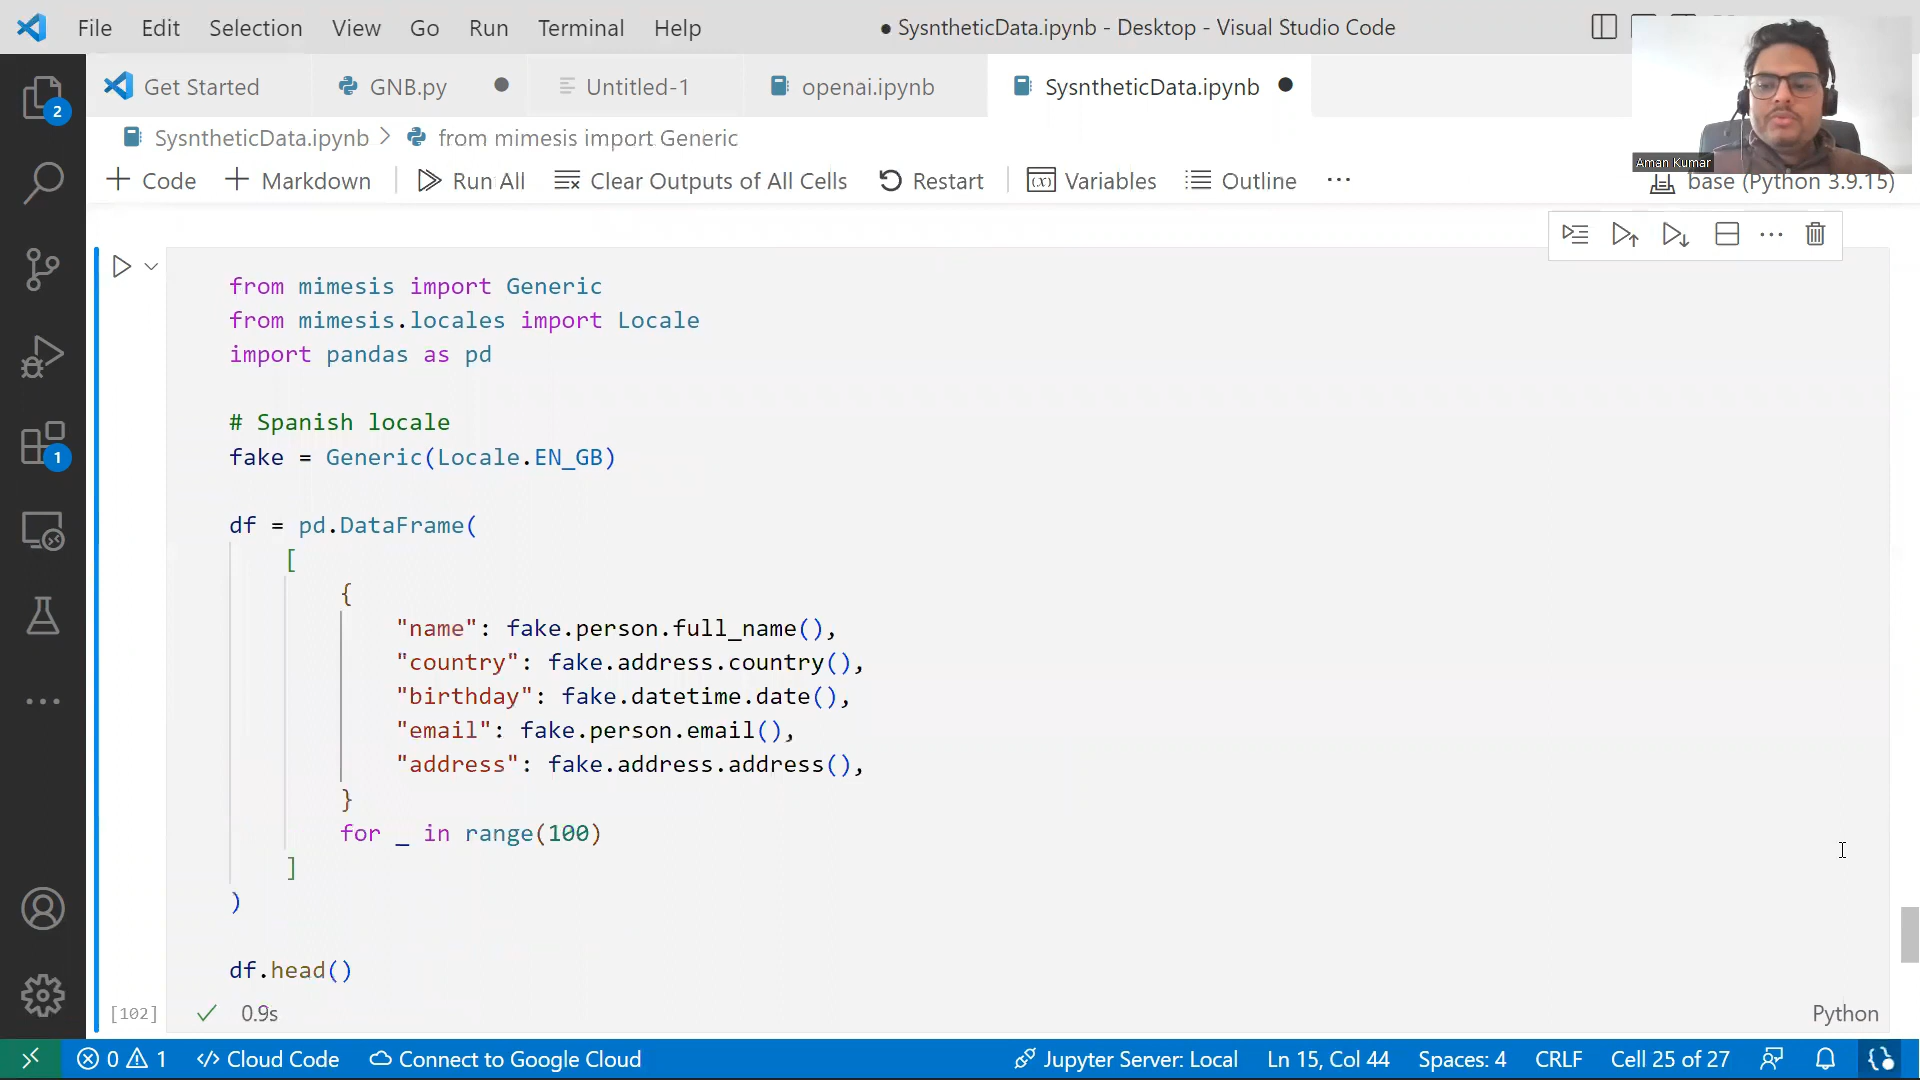 File Edit Selection View Go Run Terminal Help ● SysntheticData.ipynb - Desktop - Visual Studio Code
Get Started GNB.py Untitled-1 openai.ipynb SysntheticData.ipynb
SysntheticData.ipynb > from mimesis import Generic
Aman Kumar
+ Code + Markdown Run All Clear Outputs of All Cells Restart Variables Outline ... base (Python 3.9.15)
from mimesis import Generic
from mimesis.locales import Locale
import pandas as pd
# Spanish locale
fake = Generic(Locale.EN_GB)
df = pd.DataFrame(
[
{
"name": fake.person.full_name(),
"country": fake.address.country(),
"birthday": fake.datetime.date(),
"email": fake.person.email(),
"address": fake.address.address(),
}
for _ in range(100)
]
)
df.head()
[102] ✓ 0.9s Python
2
1
0 1 Cloud Code Connect to Google Cloud Jupyter Server: Local Ln 15, Col 44 Spaces: 4 CRLF Cell 25 of 27